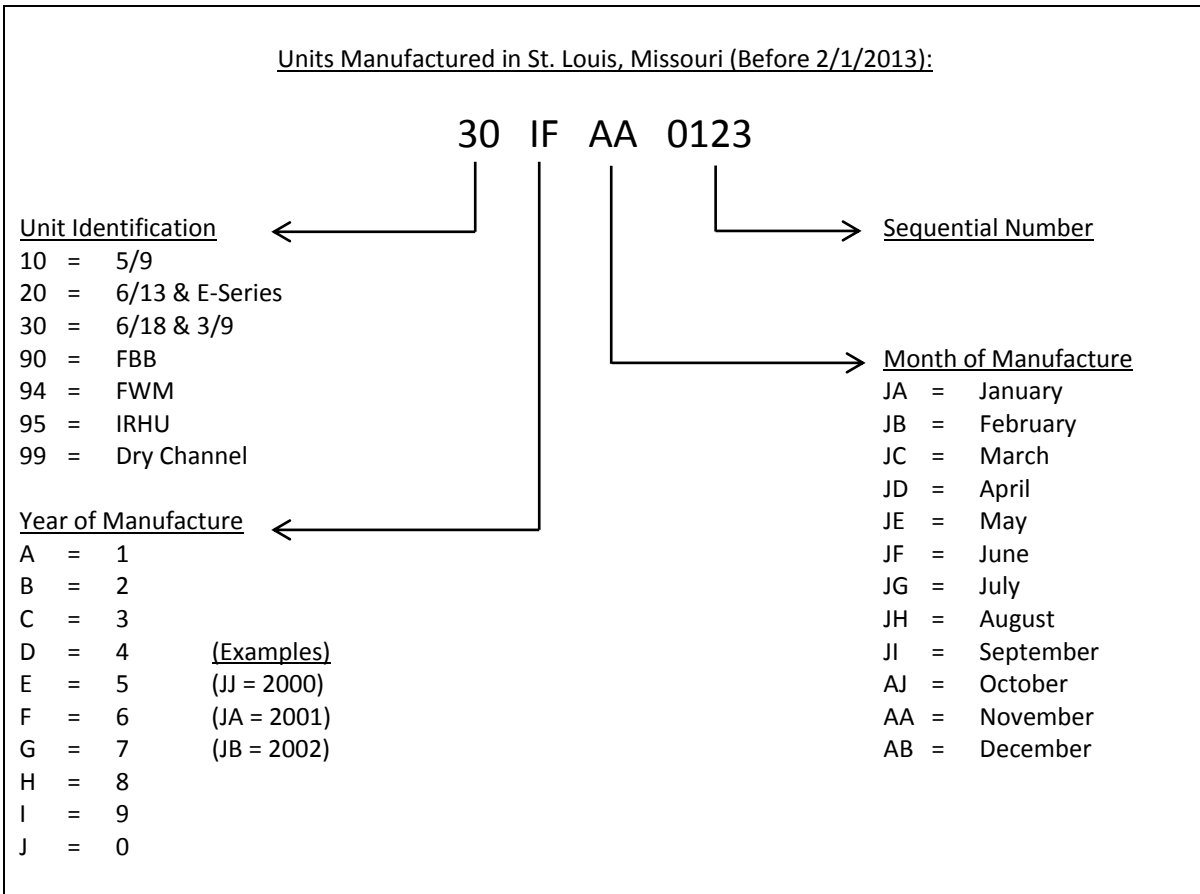 Units Manufactured in St. Louis, Missouri (Before 2/1/2013):
30 IF AA 0123
Unit Identification
10 = 5/9
20 = 6/13 & E-Series
30 = 6/18 & 3/9
90 = FBB
94 = FWM
95 = IRHU
99 = Dry Channel
Year of Manufacture
A = 1
B = 2
C = 3
D = 4 (Examples)
E = 5 (JJ = 2000)
F = 6 (JA = 2001)
G = 7 (JB = 2002)
H = 8
I = 9
J = 0
Sequential Number
Month of Manufacture
JA = January
JB = February
JC = March
JD = April
JE = May
JF = June
JG = July
JH = August
JI = September
AJ = October
AA = November
AB = December